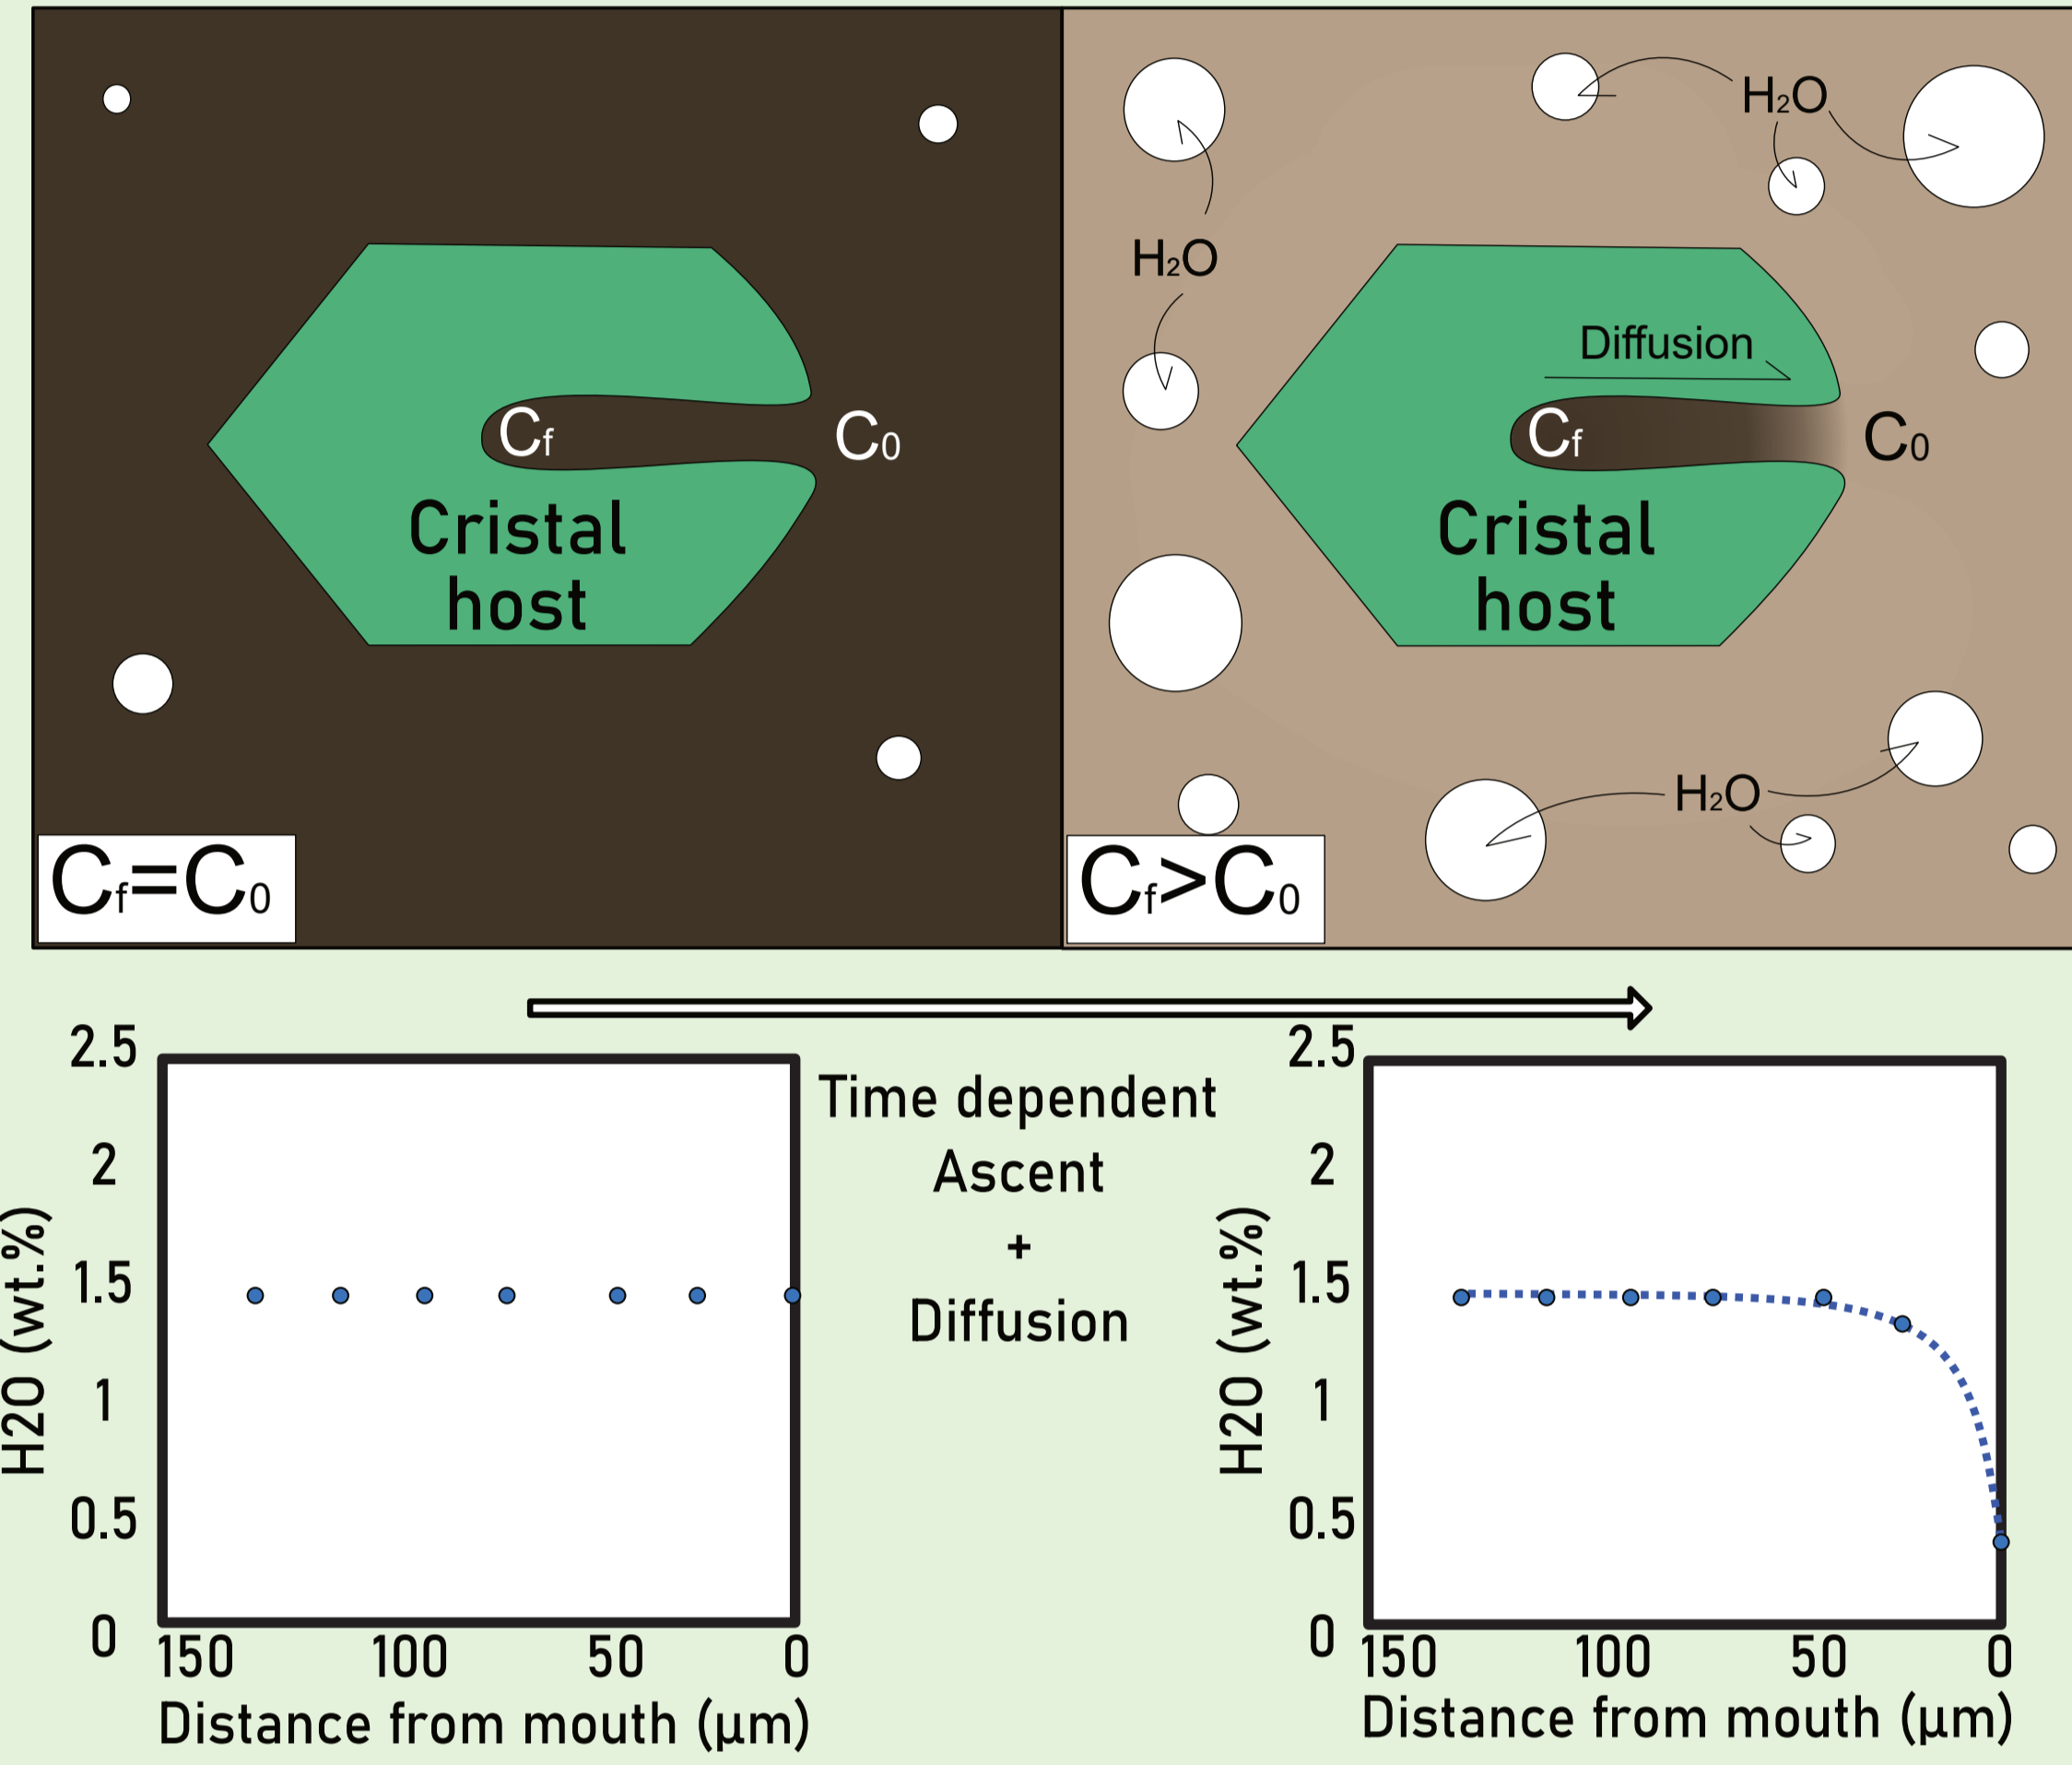 H₂O
H₂O
Diffusion
Cf
C₀
Cristal
host
Cf
C₀
Cristal
host
H₂O
Cf=C₀
Cf>C₀
2.5
2
1.5
1
0.5
0
H2O (wt.%)
150 100 50 0
Distance from mouth (µm)
Time dependent
Ascent
+
Diffusion
2.5
2
1.5
1
0.5
0
H2O (wt.%)
150 100 50 0
Distance from mouth (µm)